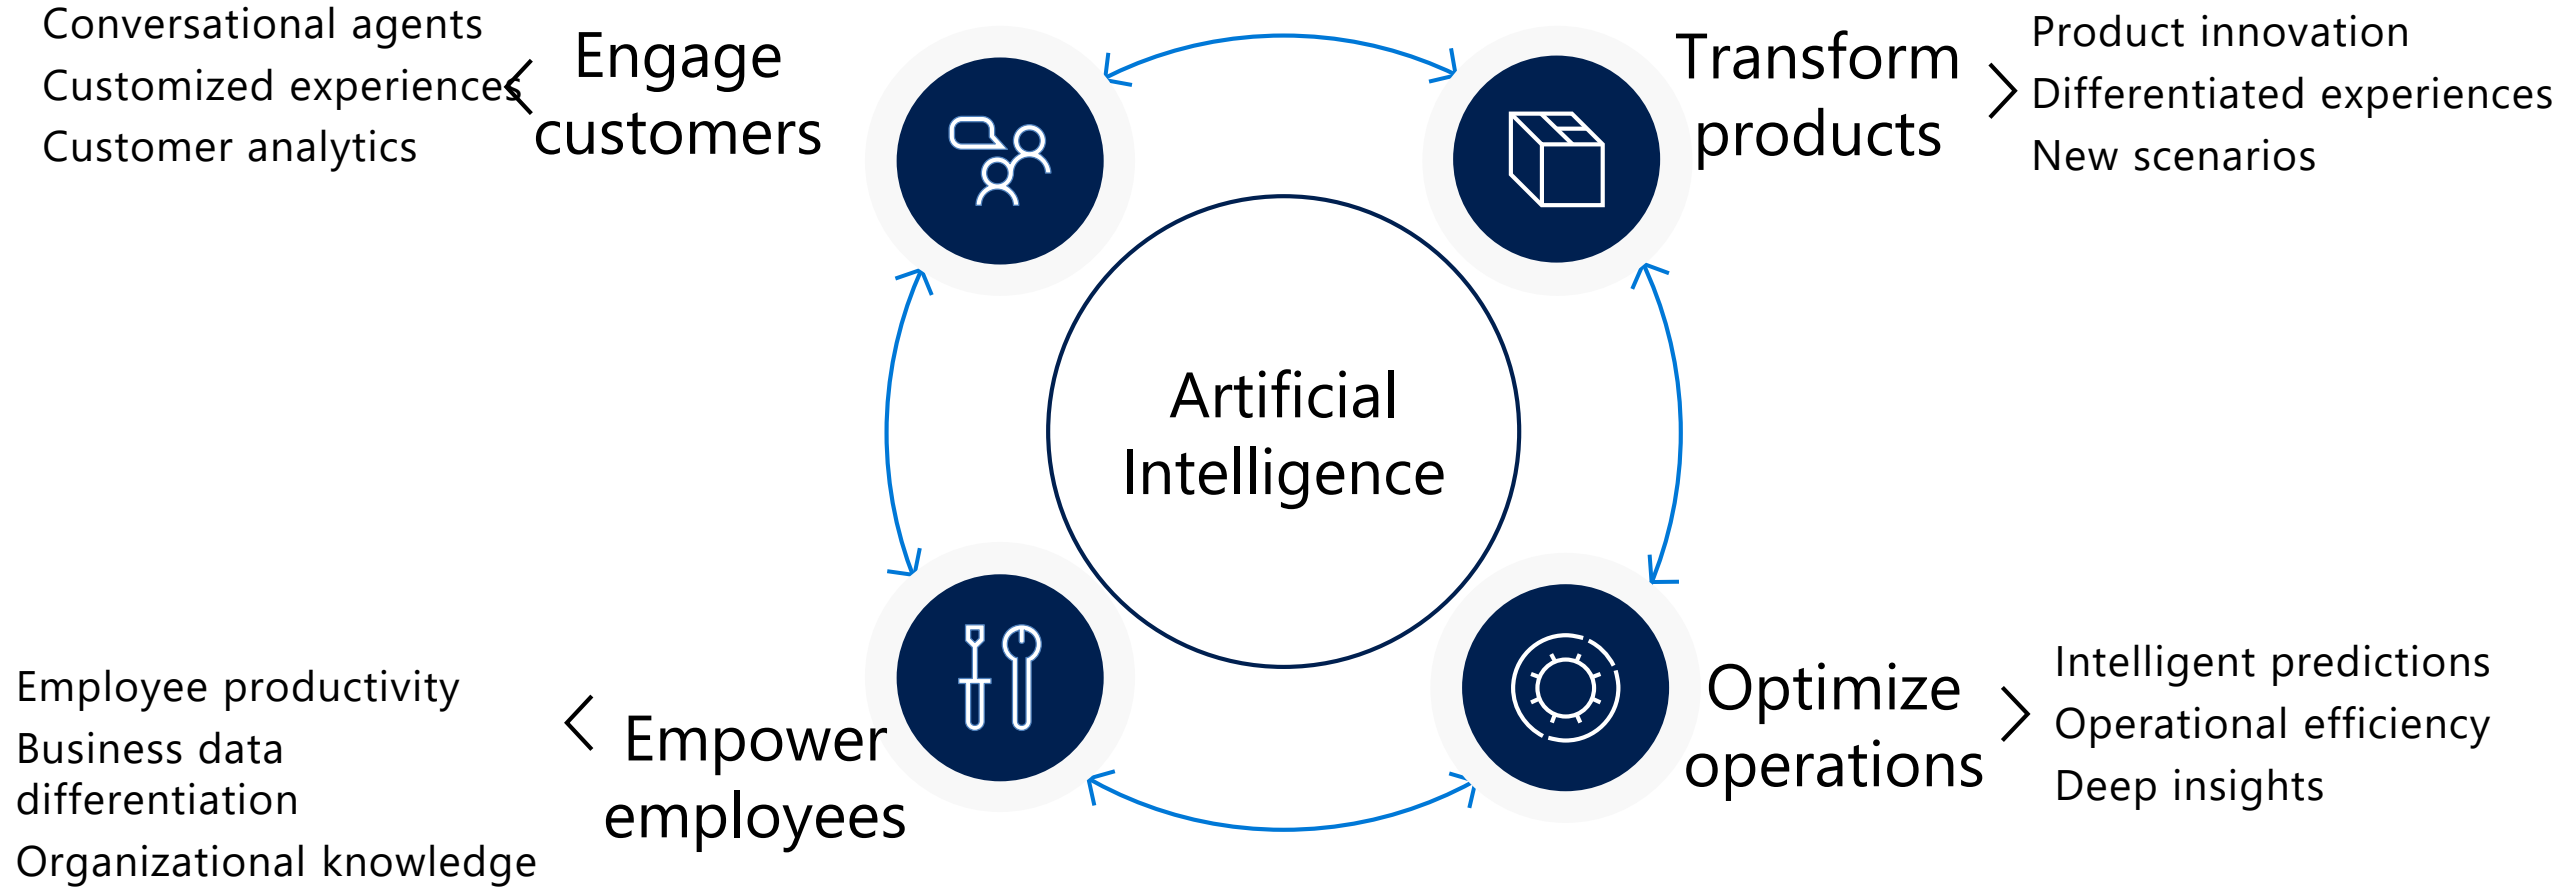 Conversational agents
Customized experiences
Customer analytics
Engage
customers
Transform
products
Product innovation
Differentiated experiences
New scenarios
Artificial
Intelligence
Employee productivity
Business data
differentiation
Organizational knowledge
Empower
employees
Optimize
operations
Intelligent predictions
Operational efficiency
Deep insights